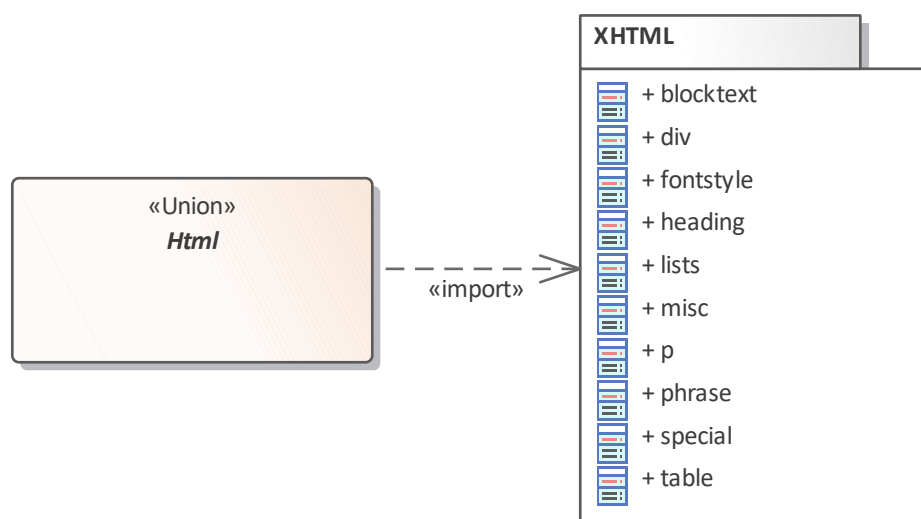 «Union»
Html
«import»
XHTML
+ blocktext
+ div
+ fontstyle
+ heading
+ lists
+ misc
+ p
+ phrase
+ special
+ table